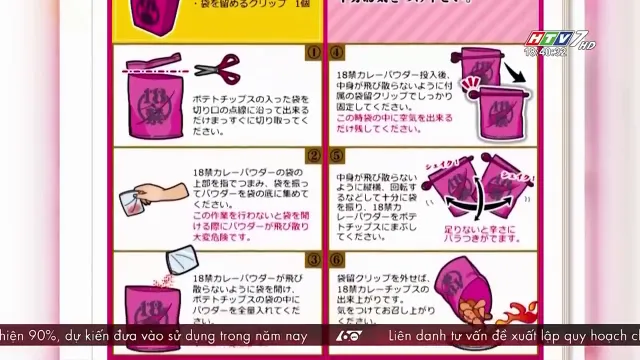 ・袋を留めるクリップ 1個
HTV7 HD
18:40:32
①
ポテトチップスの入った袋を
切り口の点線に沿って出来る
だけまっすぐに切り取ってく
ださい。
②
18禁カレーパウダーの袋の
上部を指でつまみ、袋を振っ
てパウダーを袋の底に集めて
ください。
この作業を行わないと袋を開
ける際にパウダーが飛び散り
大変危険です。
③
18禁カレーパウダーが飛び
散らないように袋を開け、
ポテトチップスの袋の中に
パウダーを全量入れてくだ
さい。
④
18禁カレーパウダー投入後、
中身が飛び散らないように付
属の袋留クリップでしっかり
固定してください。
この時袋の中に空気を出来る
だけ残してください。
⑤
中身が飛び散らない
ように縦横、回転す
るなどして十分に袋
を振り、18禁カ
レーパウダーをポテ
トチップスにまぶし
てください。
シェイク!
シェイク!
足りないと辛さに
バラつきがでます。
⑥
袋留クリップを外せば、
18禁カレーチップスの
出来上がりです。
気をつけてお召し上がり
ください。
18禁
hiên 90%, dự kiến đưa vào sử dụng trong năm nay
60
Liên danh tư vấn đề xuất lập quy hoạch